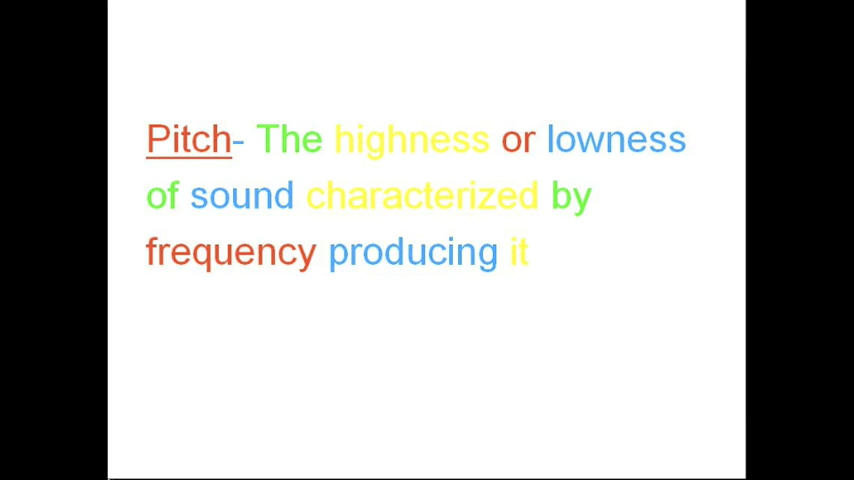 Pitch- The highness or lowness
of sound characterized by
frequency producing it